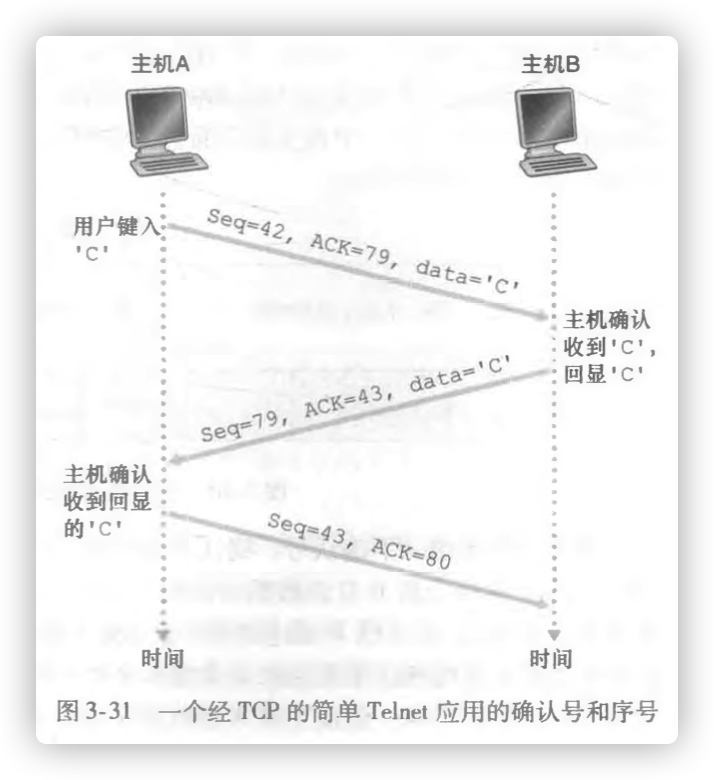 主机A
主机B
用户键入
'C'
Seq=42, ACK=79, data='C'
主机确认
收到'C',
回显'C'
Seq=79, ACK=43, data='C'
主机确认
收到回显
的'C'
Seq=43, ACK=80
时间
时间
图 3-31 一个经 TCP 的简单 Telnet 应用的确认号和序号